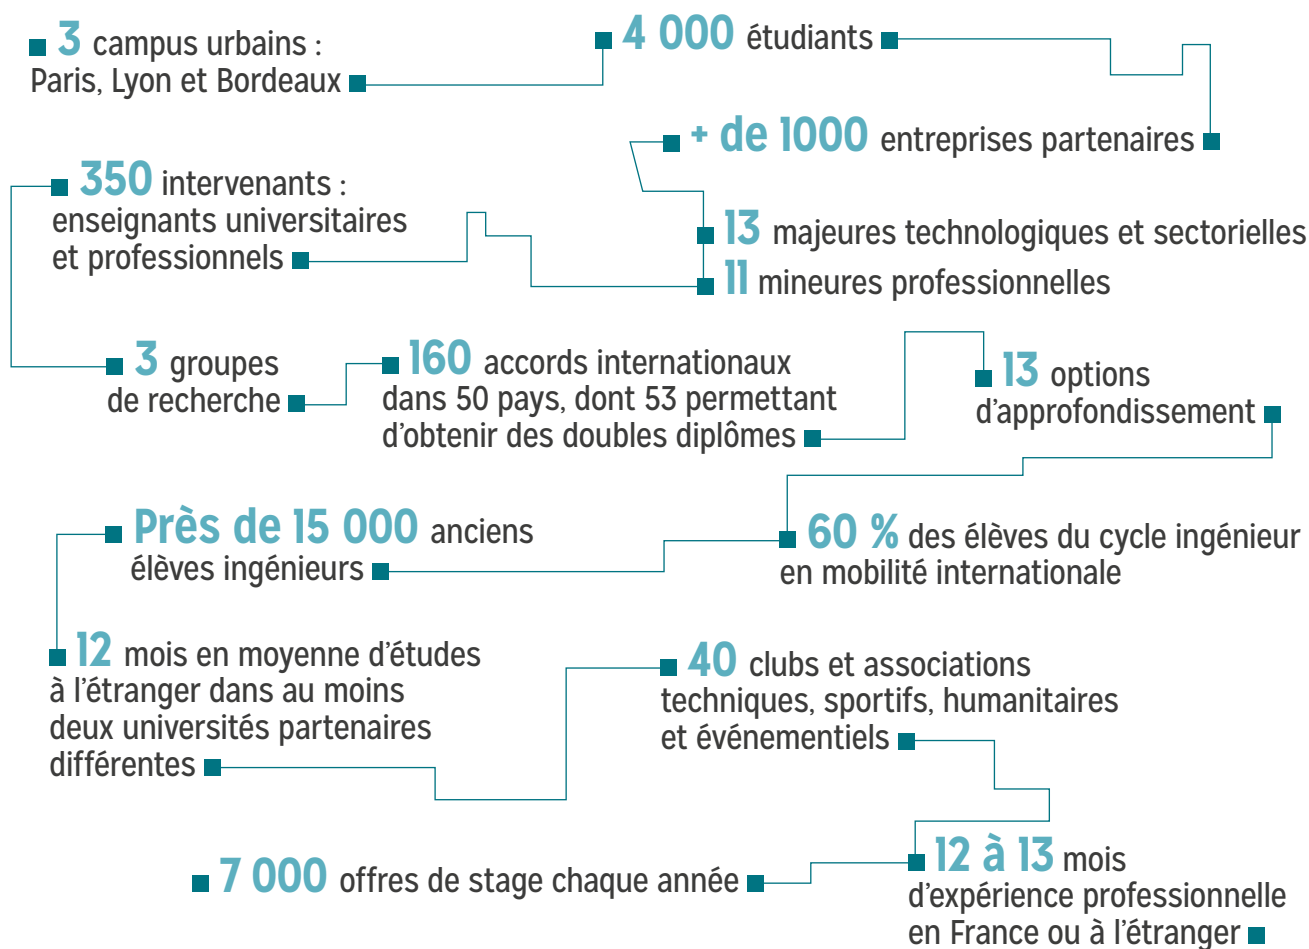 3 campus urbains :
Paris, Lyon et Bordeaux
4 000 étudiants
+ de 1000 entreprises partenaires
350 intervenants :
enseignants universitaires
et professionnels
13 majeures technologiques et sectorielles
11 mineures professionnelles
3 groupes
de recherche
160 accords internationaux
dans 50 pays, dont 53 permettant
d’obtenir des doubles diplômes
13 options
d’approfondissement
Près de 15 000 anciens
élèves ingénieurs
60 % des élèves du cycle ingénieur
en mobilité internationale
12 mois en moyenne d’études
à l’étranger dans au moins
deux universités partenaires
différentes
40 clubs et associations
techniques, sportifs, humanitaires
et événementiels
7 000 offres de stage chaque année
12 à 13 mois
d’expérience professionnelle
en France ou à l’étranger